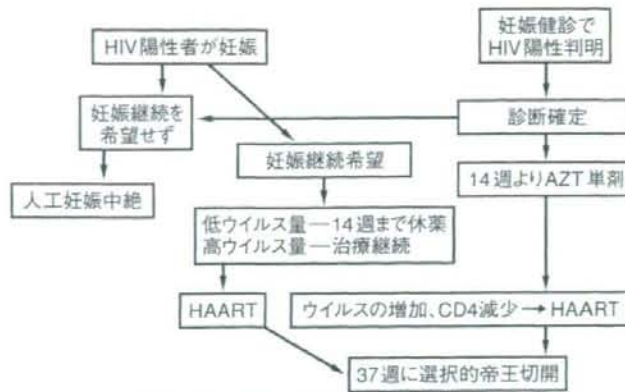 HIV陽性者が妊娠
妊娠健診で
HIV陽性判明
妊娠継続を
希望せず
診断確定
妊娠継続希望
人工妊娠中絶
14週よりAZT単剤
低ウイルス量―14週まで休薬
高ウイルス量―治療継続
HAART
ウイルスの増加、CD4減少→HAART
37週に選択的帝王切開